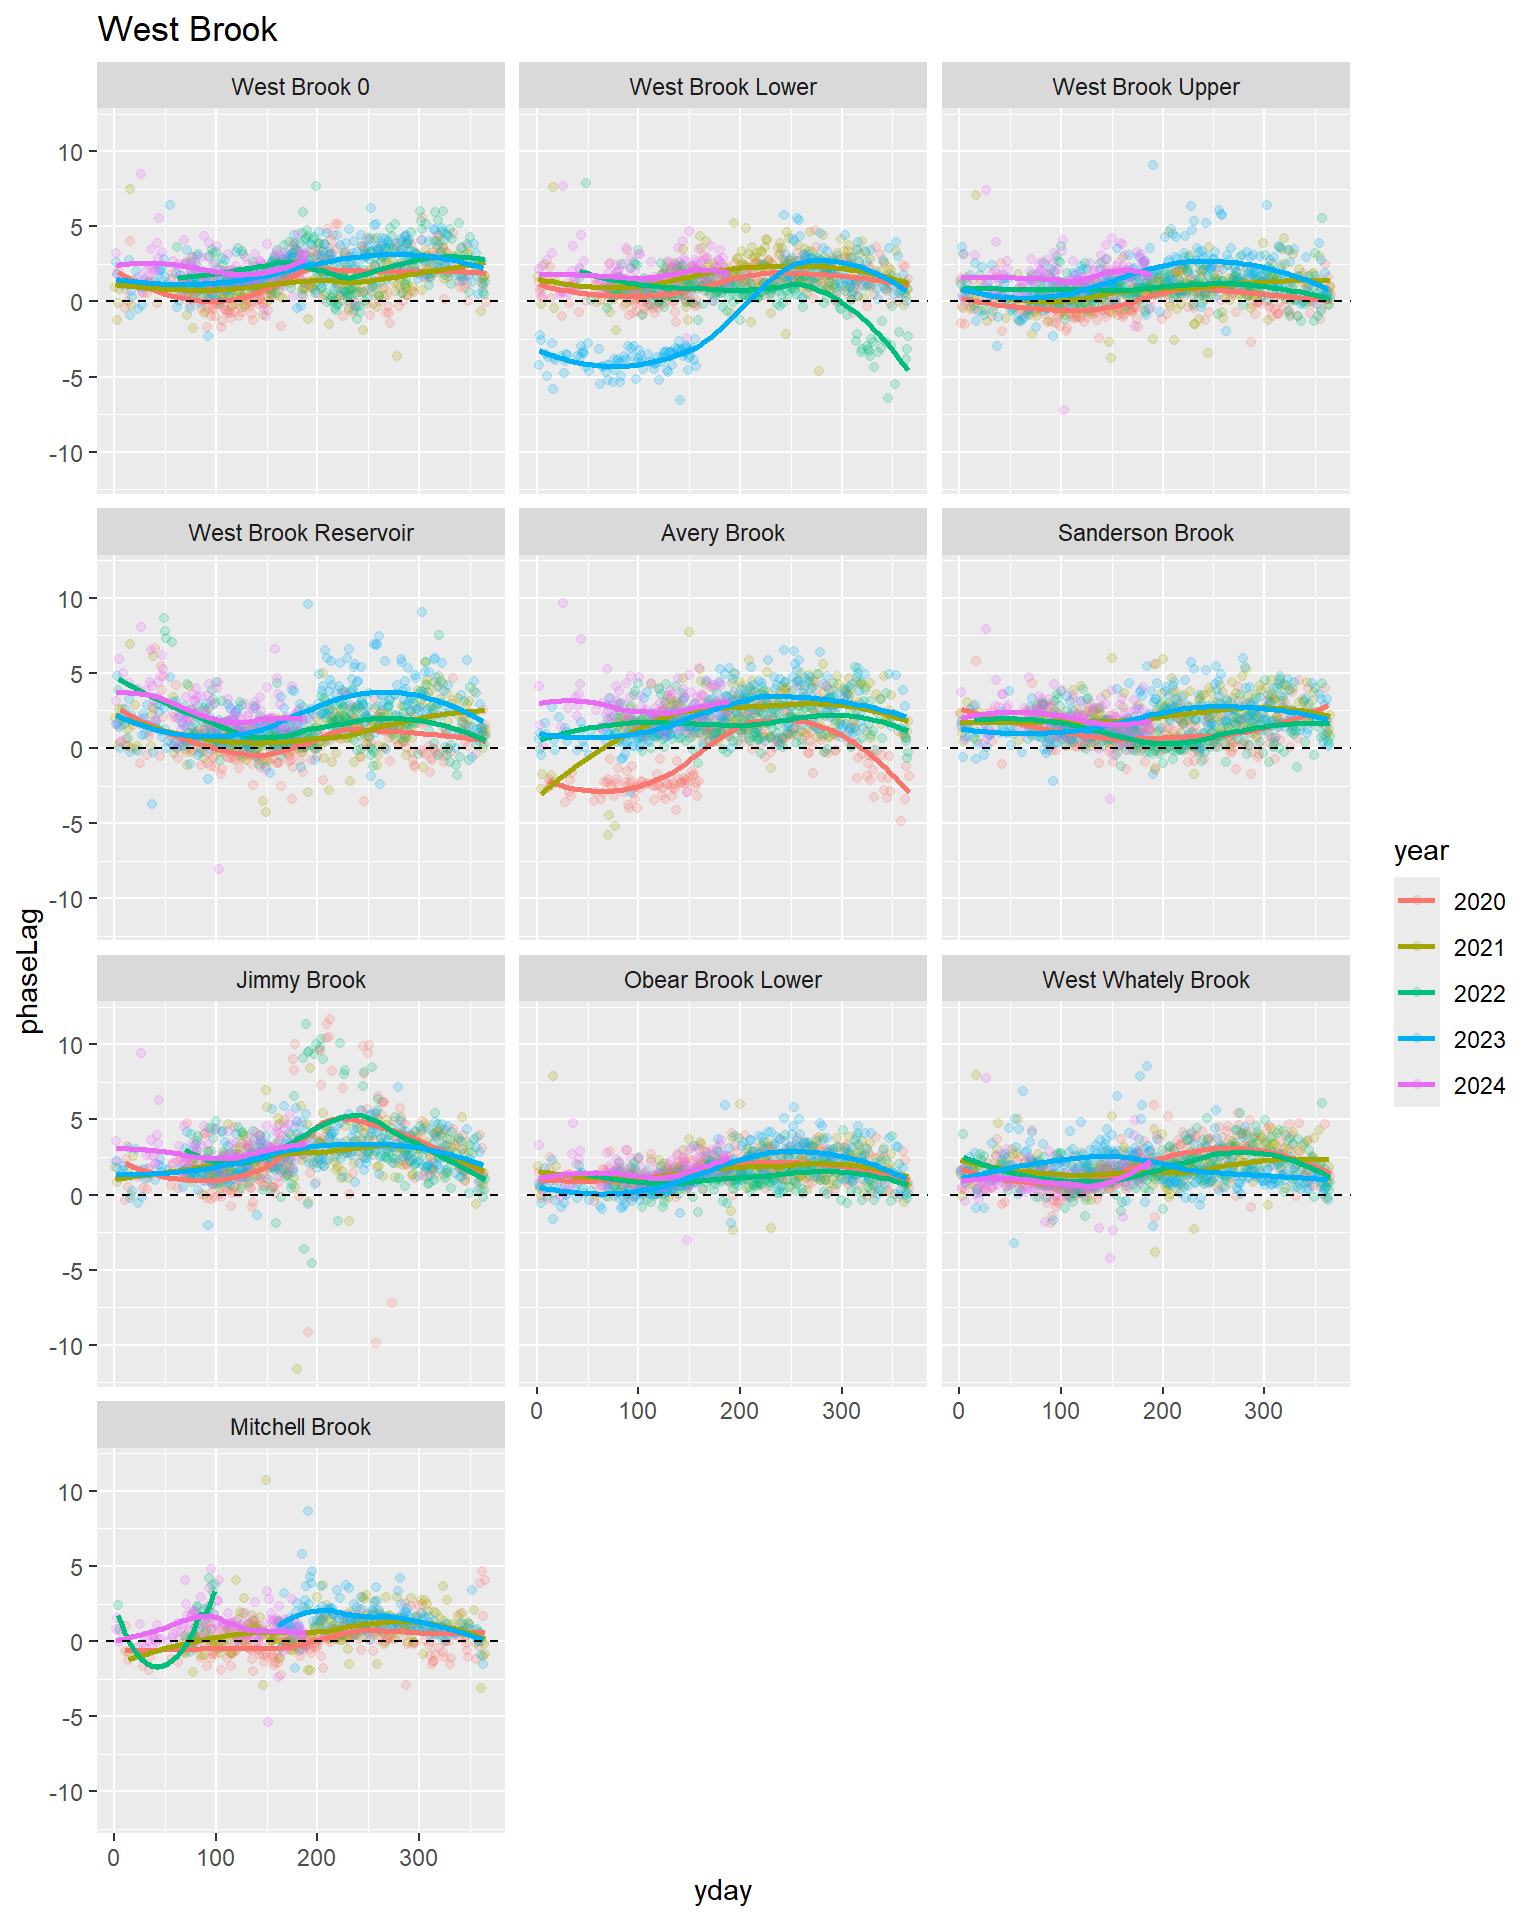 West Brook
West Brook 0
West Brook Lower
West Brook Upper
10
5
0
-5
-10
West Brook Reservoir
Avery Brook
Sanderson Brook
10
5
0
-5
-10
Jimmy Brook
Obear Brook Lower
West Whately Brook
10
5
0
-5
-10
0 100 200 300
0 100 200 300
Mitchell Brook
10
5
0
-5
-10
0 100 200 300
yday
phaseLag
year
2020
2021
2022
2023
2024